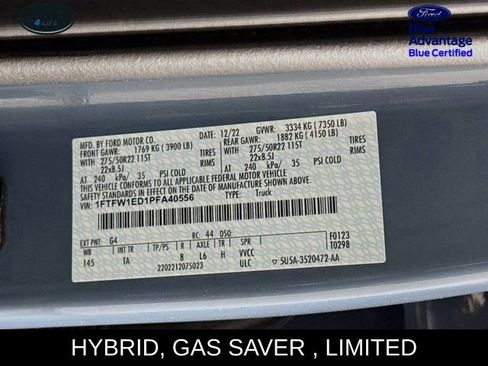 4 LIFE
Ford
Blue
Advantage
Blue Certified
MFD. BY FORD MOTOR CO.
DATE: 12/22 GVWR: 3334 KG ( 7350 LB)
FRONT GAWR: 1769 KG ( 3900 LB) REAR GAWR: 1882 KG ( 4150 LB)
275/50R22 115T TIRES 275/50R22 115T TIRES
22x8.5J RIMS 22x8.5J RIMS
AT 240 kPa/ 35 PSI COLD AT 240 kPa/ 35 PSI COLD
THIS VEHICLE CONFORMS TO ALL APPLICABLE FEDERAL MOTOR VEHICLE
SAFETY STANDARDS IN EFFECT ON THE DATE OF MANUFACTURE SHOWN ABOVE.
VIN: 1FTFW1ED1PFA40556 TYPE: Truck
EXT PNT: G4 RC: 44 DSO: F0123
WB INT TR TP/PS R AXLE TR VVCC T0298
145 TA 8 L6 H ULC
2202212075023 5U5A-3520472-AA
HYBRID, GAS SAVER , LIMITED